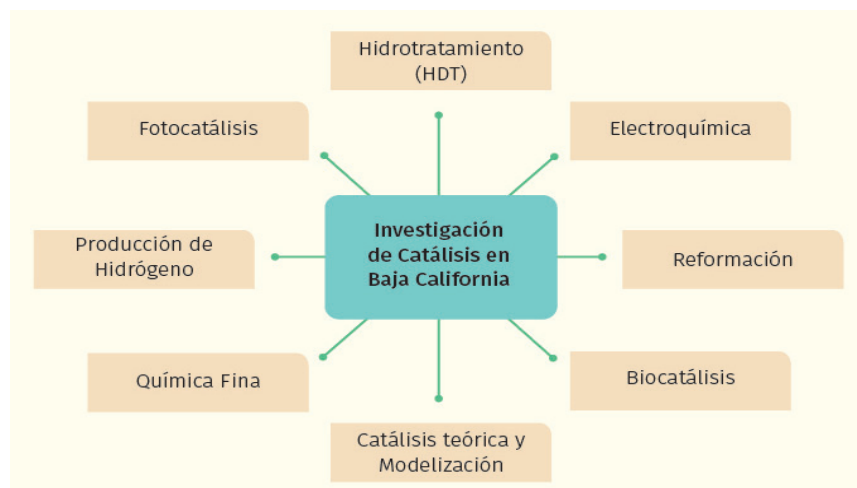 Hidrotratamiento
(HDT)
Fotocatálisis
Electroquímica
Investigación
de Catálisis en
Baja California
Producción de
Hidrógeno
Reformación
Química Fina
Biocatálisis
Catálisis teórica y
Modelización